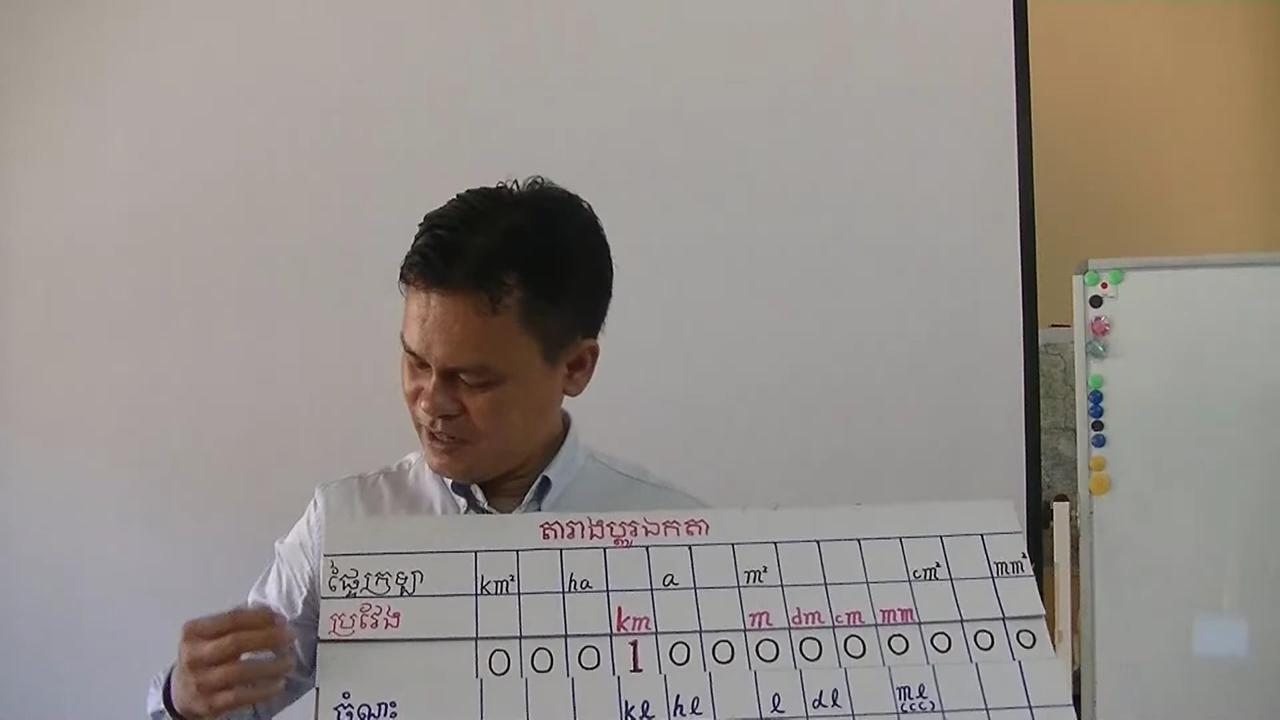 តារាងប្ដូរឯកតា
ផ្ទៃក្រឡា km² ha a m² cm² mm²
ប្រវែង km m dm cm mm
0 0 0 1 0 0 0 0 0 0 0 0 0
ចំណុះ kl hl l dl ml
(cc)